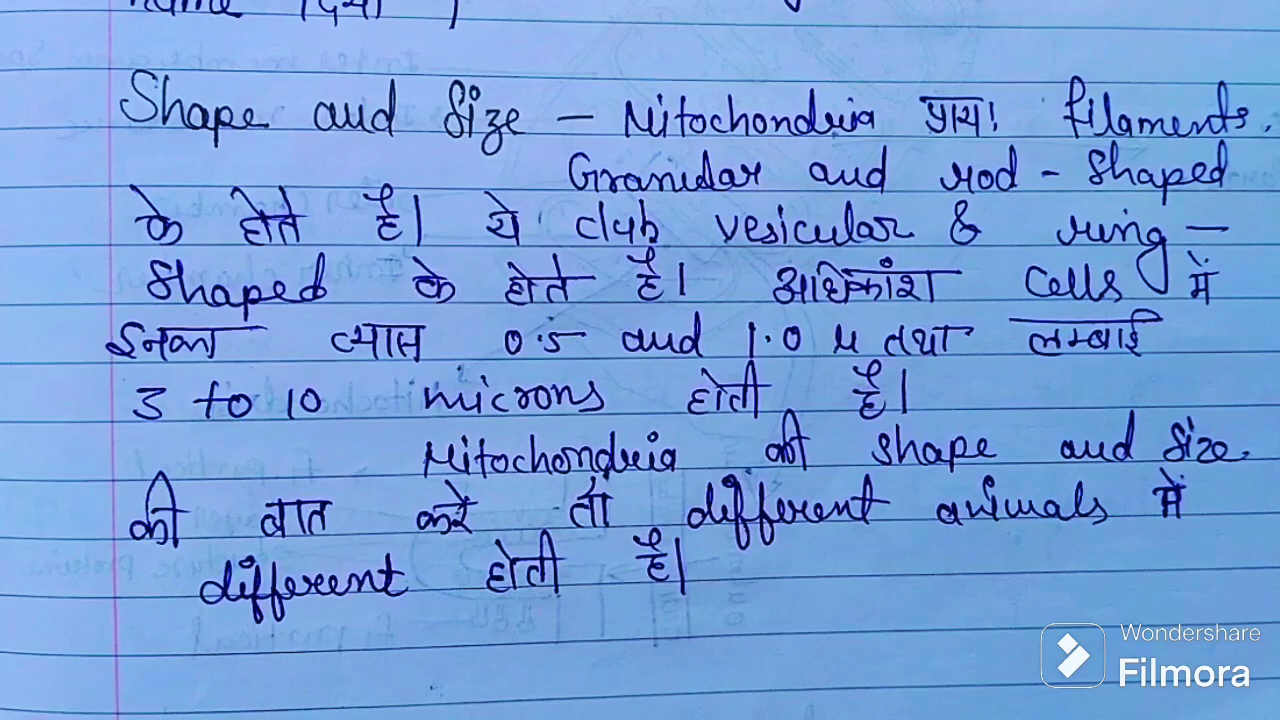 name (
Shape and Size – Mitochondria प्राय: filaments,
Granular and rod - Shaped
के होते है। ये club vesicular & ring –
Shaped के होते है। अधिकांश Cells में
इनका व्यास 0.5 and 1.0 µ तथा लम्बाई
3 to 10 microns होती है।
Mitochondria की shape and size
की बात करे तो different animals में
different होती है।
Wondershare
Filmora